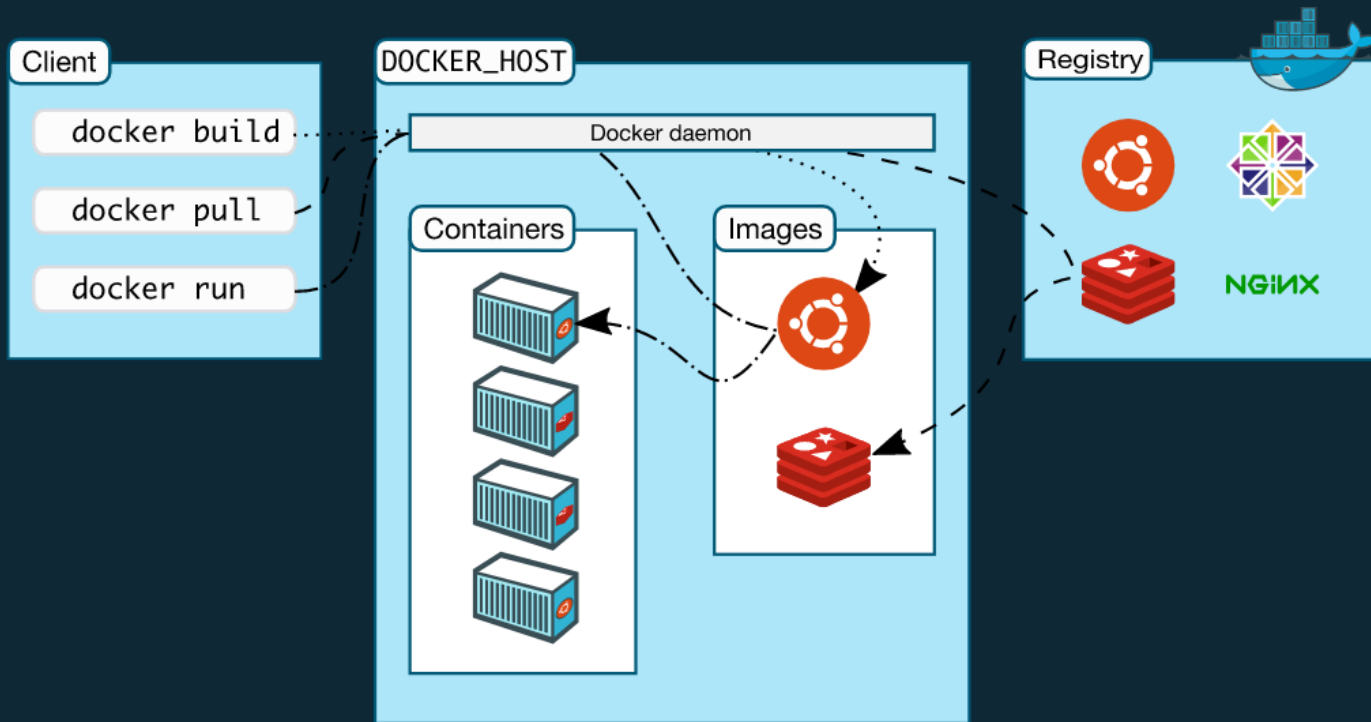 Client
docker build
docker pull
docker run
DOCKER_HOST
Docker daemon
Containers
Images
Registry
NGINX